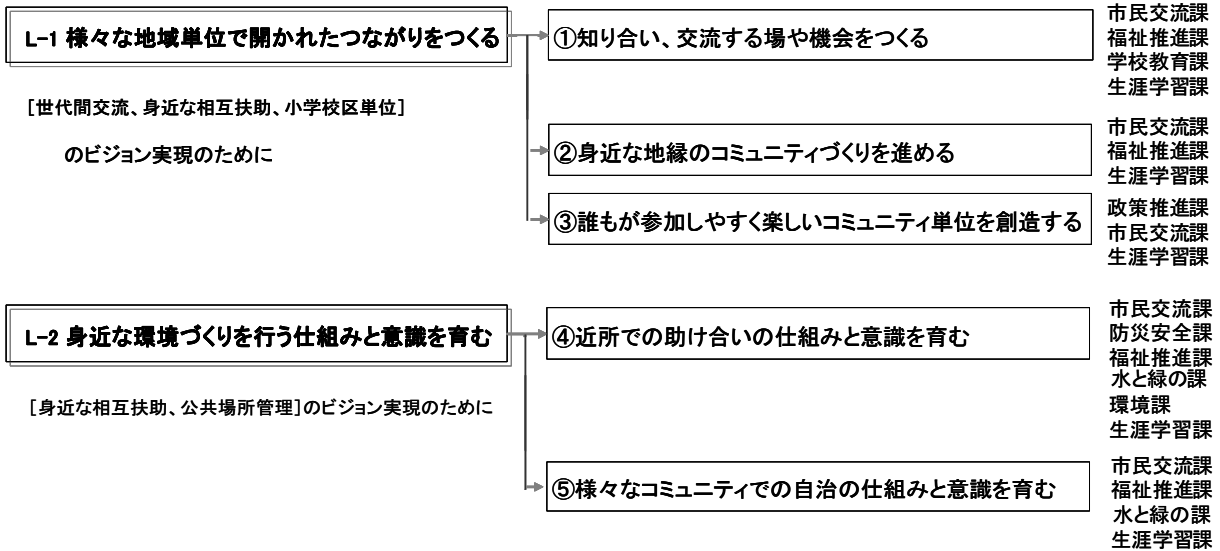 L-1 様々な地域単位で開かれたつながりをつくる
[世代間交流、身近な相互扶助、小学校区単位]
のビジョン実現のために
①知り合い、交流する場や機会をつくる
市民交流課
福祉推進課
学校教育課
生涯学習課
②身近な地縁のコミュニティづくりを進める
市民交流課
福祉推進課
生涯学習課
③誰もが参加しやすく楽しいコミュニティ単位を創造する
政策推進課
市民交流課
生涯学習課
L-2 身近な環境づくりを行う仕組みと意識を育む
[身近な相互扶助、公共場所管理]のビジョン実現のために
④近所での助け合いの仕組みと意識を育む
市民交流課
防災安全課
福祉推進課
水と緑の課
環境課
生涯学習課
⑤様々なコミュニティでの自治の仕組みと意識を育む
市民交流課
福祉推進課
水と緑の課
生涯学習課